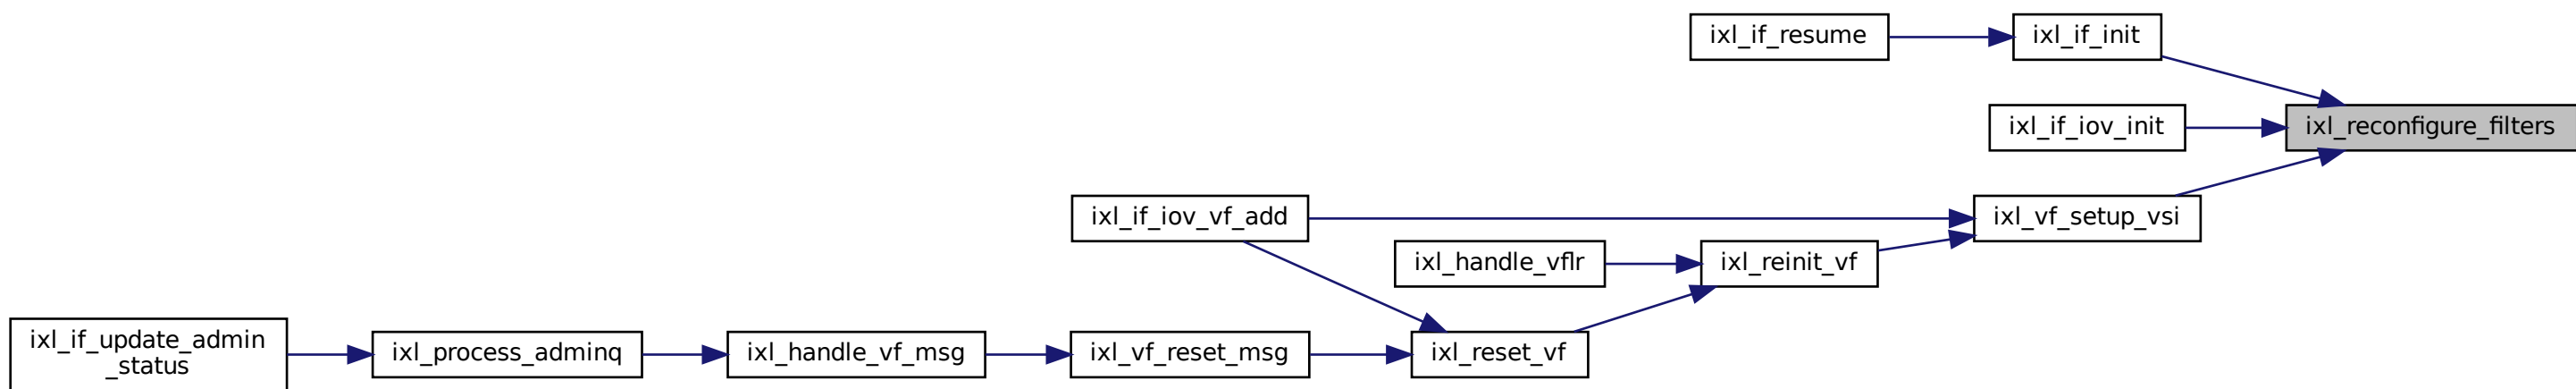 ixl_if_resume
ixl_if_init
ixl_if_iov_init
ixl_reconfigure_filters
ixl_if_iov_vf_add
ixl_vf_setup_vsi
ixl_handle_vflr
ixl_reinit_vf
ixl_if_update_admin
_status
ixl_process_adminq
ixl_handle_vf_msg
ixl_vf_reset_msg
ixl_reset_vf